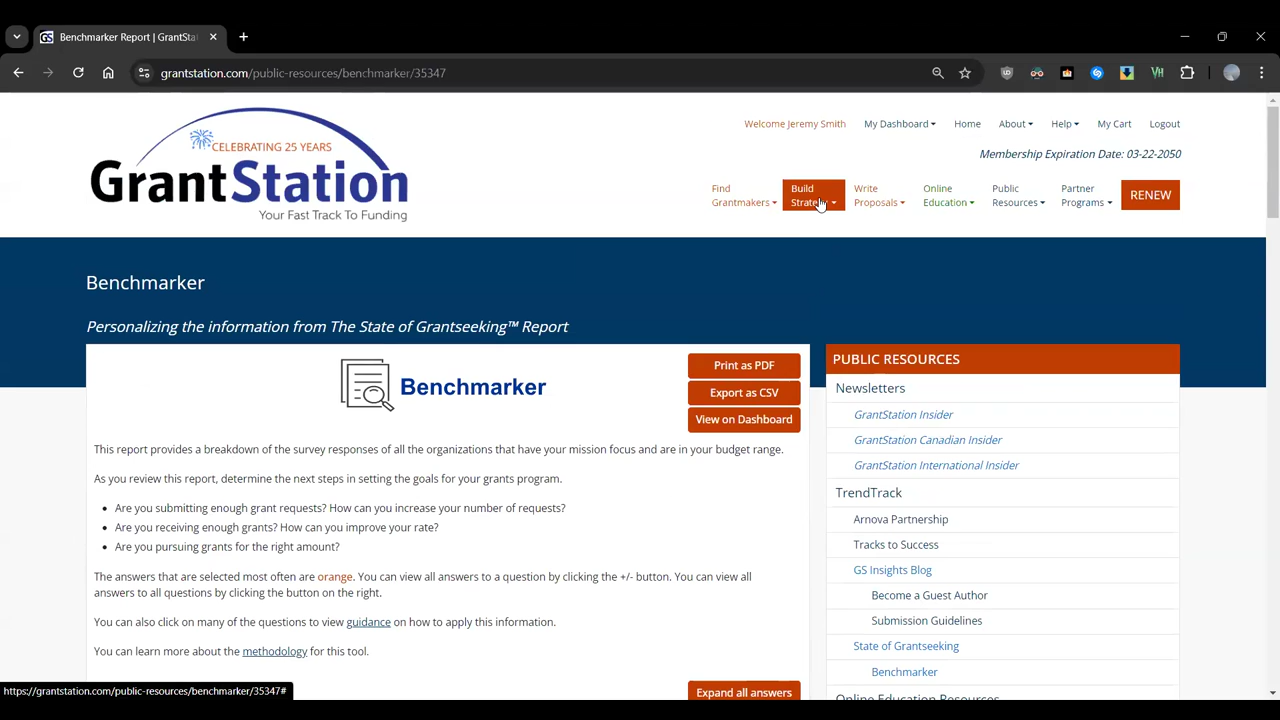 Benchmarker Report | GrantSta
grantstation.com/public-resources/benchmarker/35347
CELEBRATING 25 YEARS
GrantStation
Your Fast Track To Funding
Welcome Jeremy Smith
My Dashboard
Home
About
Help
My Cart
Logout
Membership Expiration Date: 03-22-2050
Find
Grantmakers
Build
Strategy
Write
Proposals
Online
Education
Public
Resources
Partner
Programs
RENEW
Benchmarker
Personalizing the information from The State of Grantseeking™ Report
Benchmarker
Print as PDF
Export as CSV
View on Dashboard
This report provides a breakdown of the survey responses of all the organizations that have your mission focus and are in your budget range.
As you review this report, determine the next steps in setting the goals for your grants program.
• Are you submitting enough grant requests? How can you increase your number of requests?
• Are you receiving enough grants? How can you improve your rate?
• Are you pursuing grants for the right amount?
The answers that are selected most often are orange. You can view all answers to a question by clicking the +/- button. You can view
all answers to all questions by clicking the button on the right.
You can also click on many of the questions to view guidance on how to apply this information.
You can learn more about the methodology for this tool.
Expand all answers
PUBLIC RESOURCES
Newsletters
GrantStation Insider
GrantStation Canadian Insider
GrantStation International Insider
TrendTrack
Arnova Partnership
Tracks to Success
GS Insights Blog
Become a Guest Author
Submission Guidelines
State of Grantseeking
Benchmarker
Online Education Resources
https://grantstation.com/public-resources/benchmarker/35347#